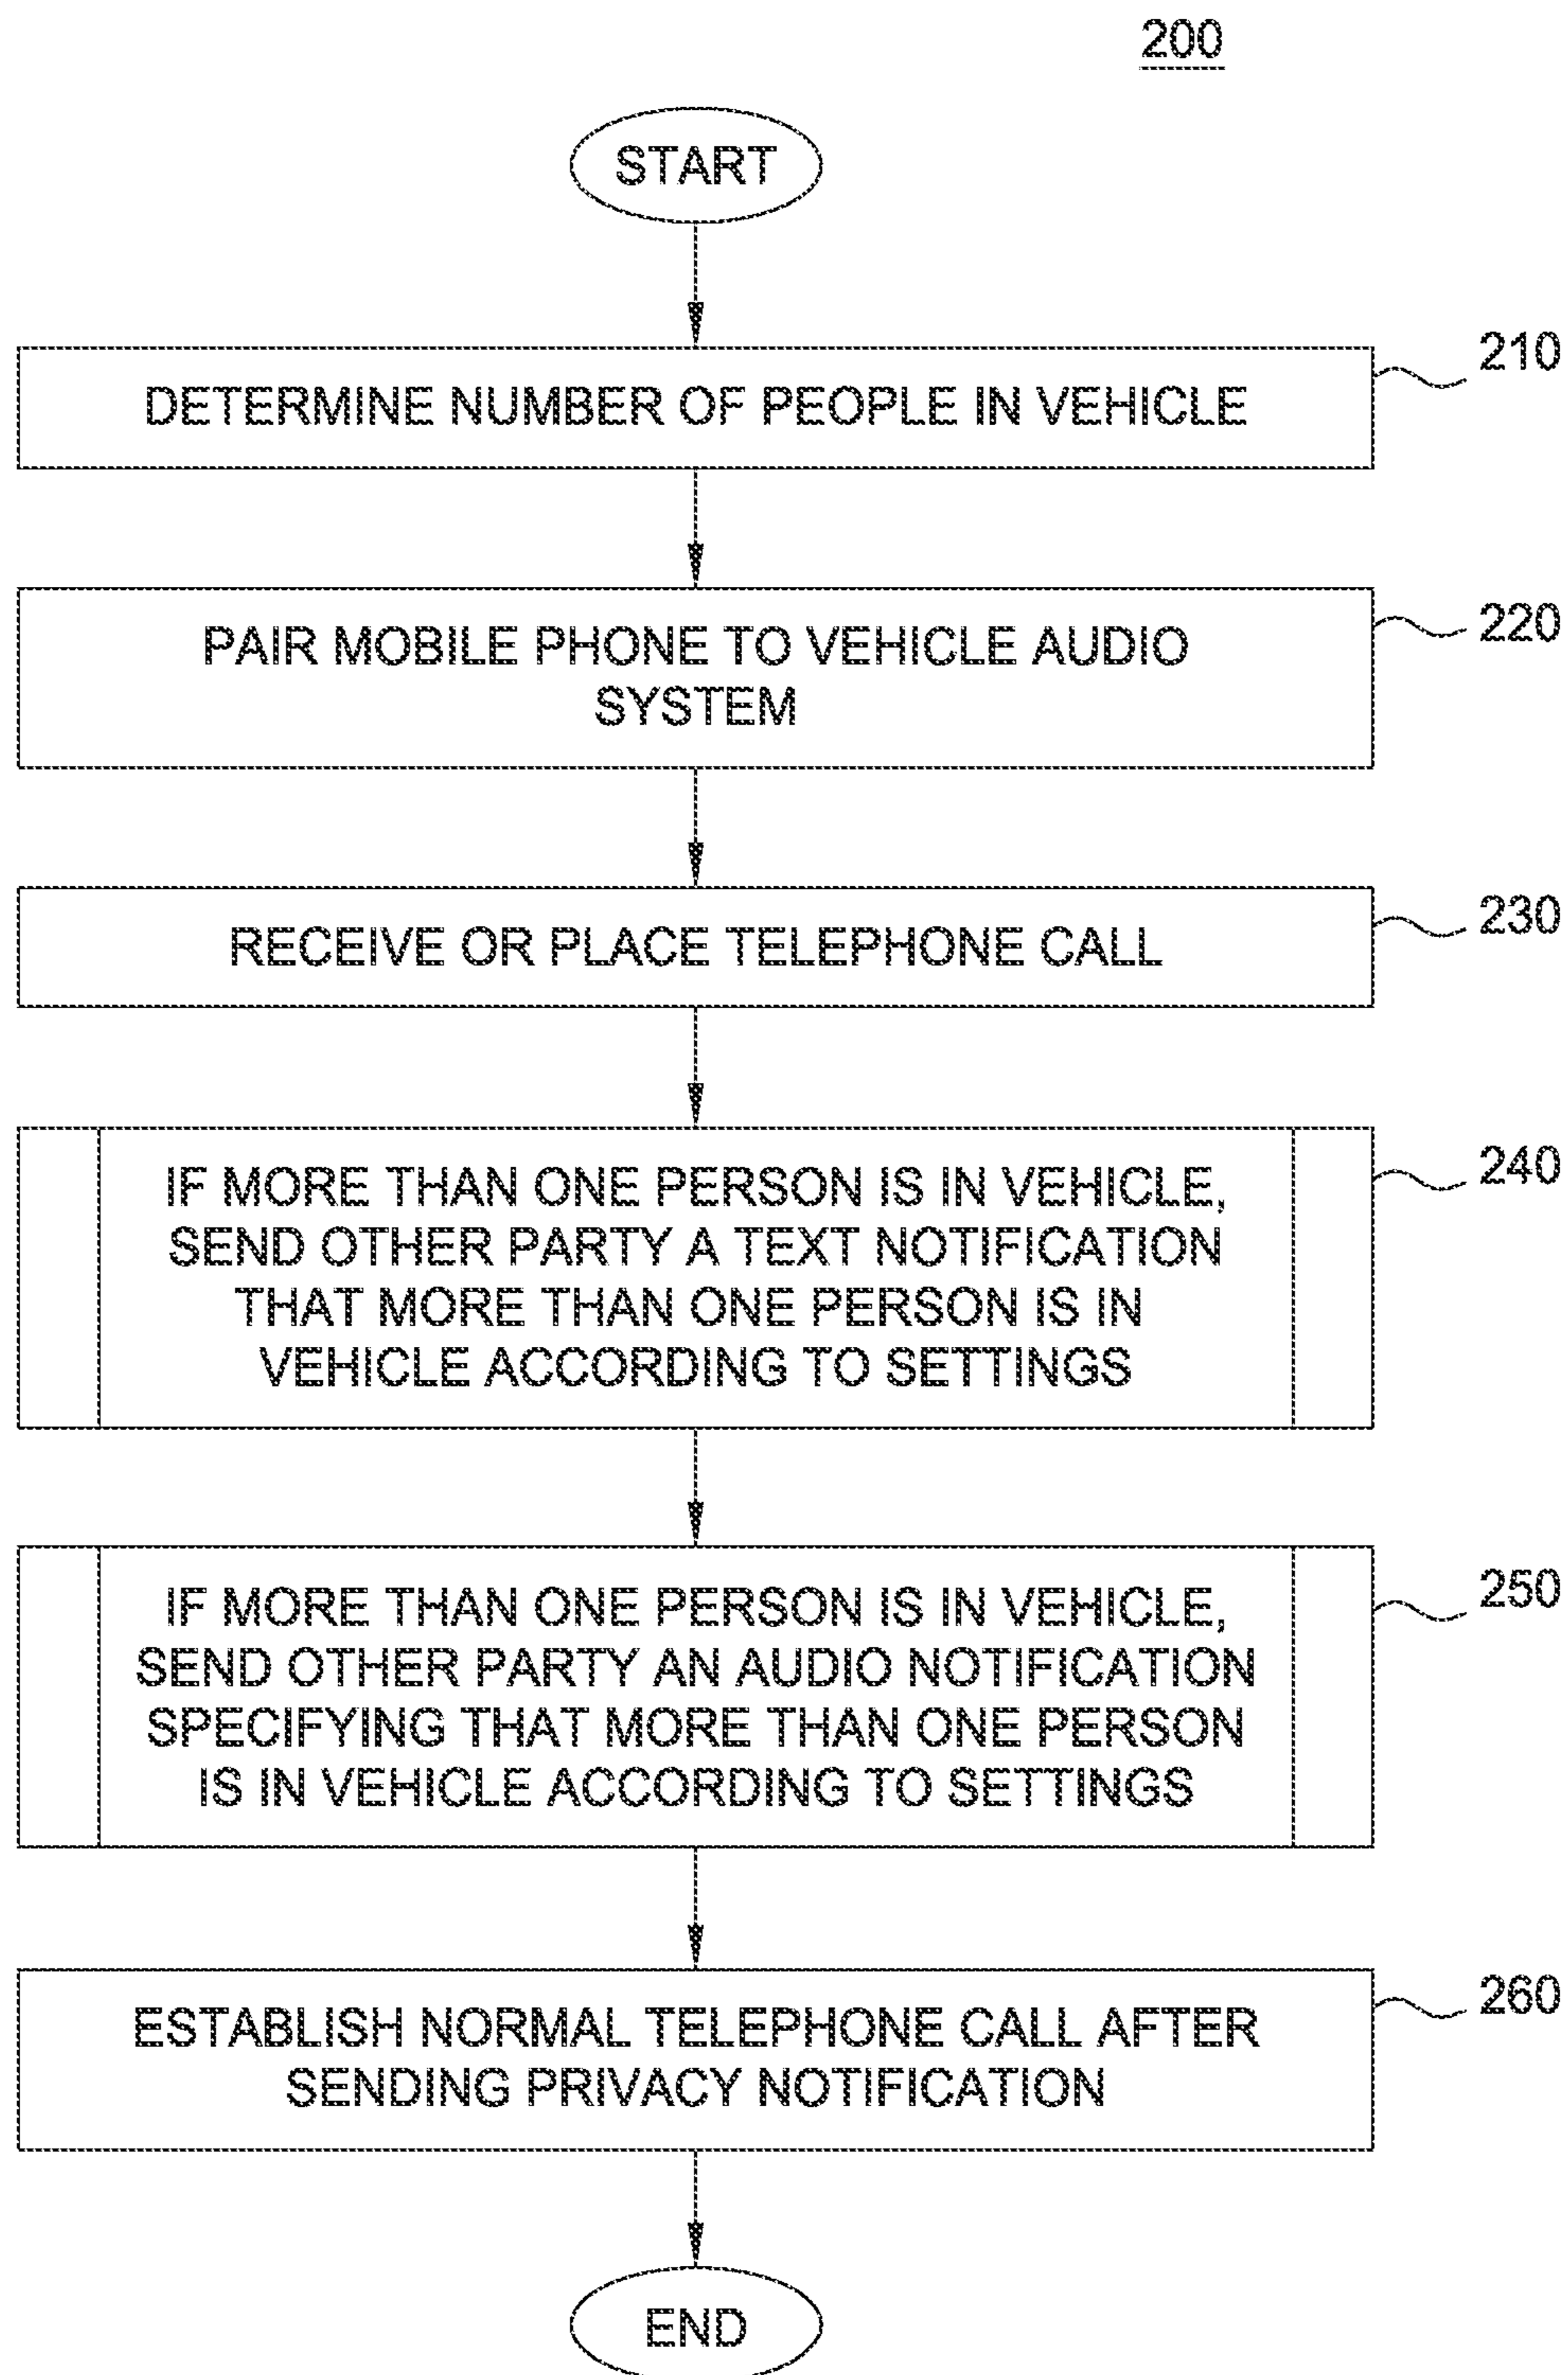 200
START
DETERMINE NUMBER OF PEOPLE IN VEHICLE
210
PAIR MOBILE PHONE TO VEHICLE AUDIO
SYSTEM
220
RECEIVE OR PLACE TELEPHONE CALL
230
IF MORE THAN ONE PERSON IS IN VEHICLE,
SEND OTHER PARTY A TEXT NOTIFICATION
THAT MORE THAN ONE PERSON IS IN
VEHICLE ACCORDING TO SETTINGS
240
IF MORE THAN ONE PERSON IS IN VEHICLE,
SEND OTHER PARTY AN AUDIO NOTIFICATION
SPECIFYING THAT MORE THAN ONE PERSON
IS IN VEHICLE ACCORDING TO SETTINGS
250
ESTABLISH NORMAL TELEPHONE CALL AFTER
SENDING PRIVACY NOTIFICATION
260
END